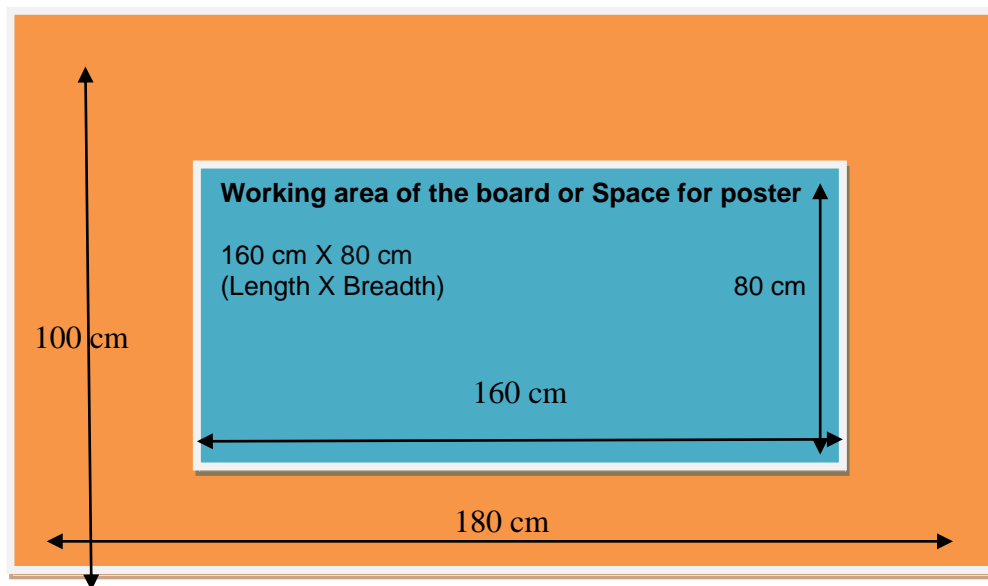 Working area of the board or Space for poster
160 cm X 80 cm
(Length X Breadth)
80 cm
100 cm
160 cm
180 cm